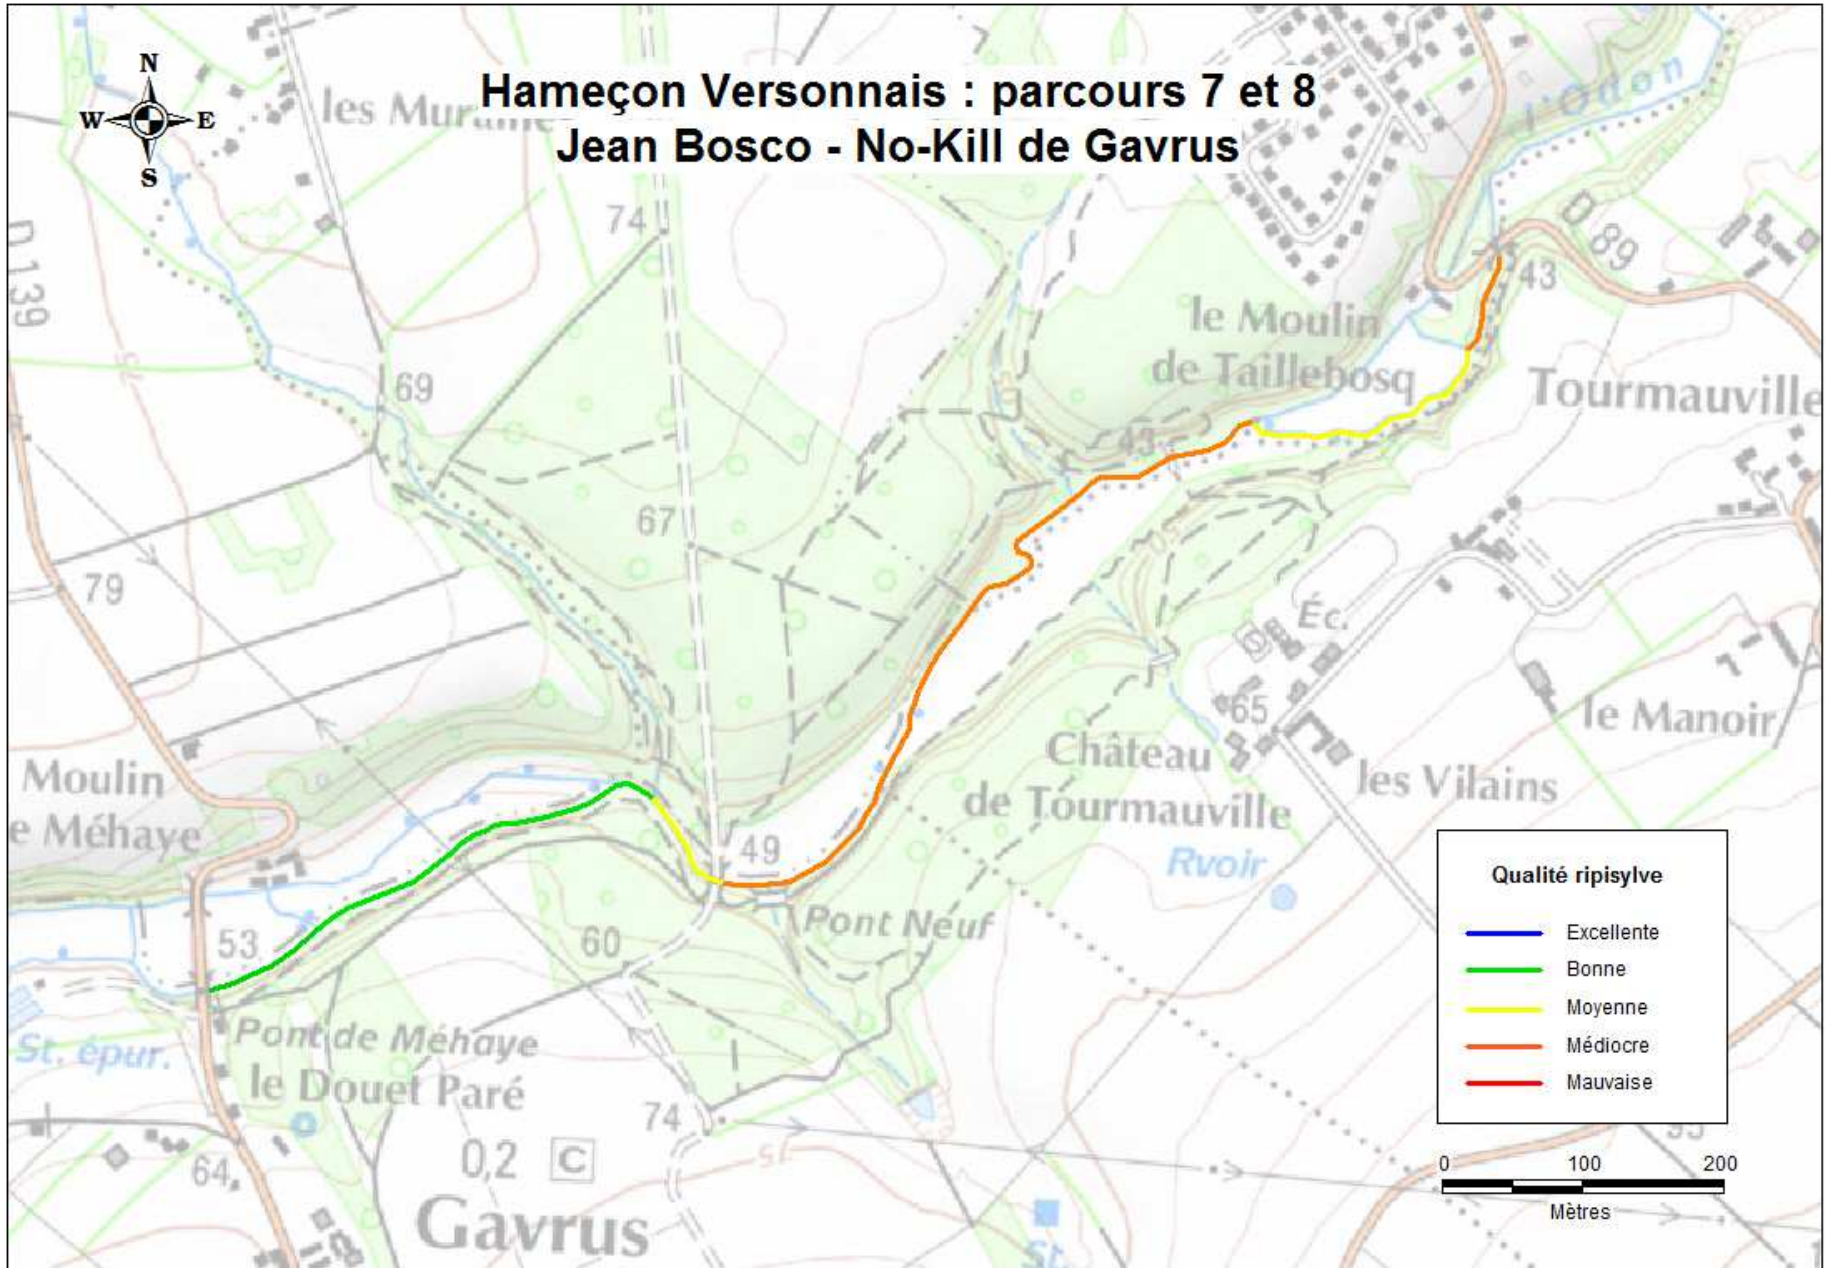 Hameçon Versonnais : parcours 7 et 8
Jean Bosco - No-Kill de Gavrus
N
W E
S
les
l'Odon
74
D 139
D 89
43
le Moulin
de Taillebosq
69
Tourmauville
43
67
79
Éc.
65
le Manoir
Château
de Tourmauville
les Vilains
Moulin
e Méhaye
49
Rvoir
Pont Neuf
53
60
St. épur.
Pont de Méhaye
le Douet Paré
74
0,2 C
64
Gavrus
St.
Qualité ripisylve
Excellente
Bonne
Moyenne
Médiocre
Mauvaise
95
0 100 200
Mètres